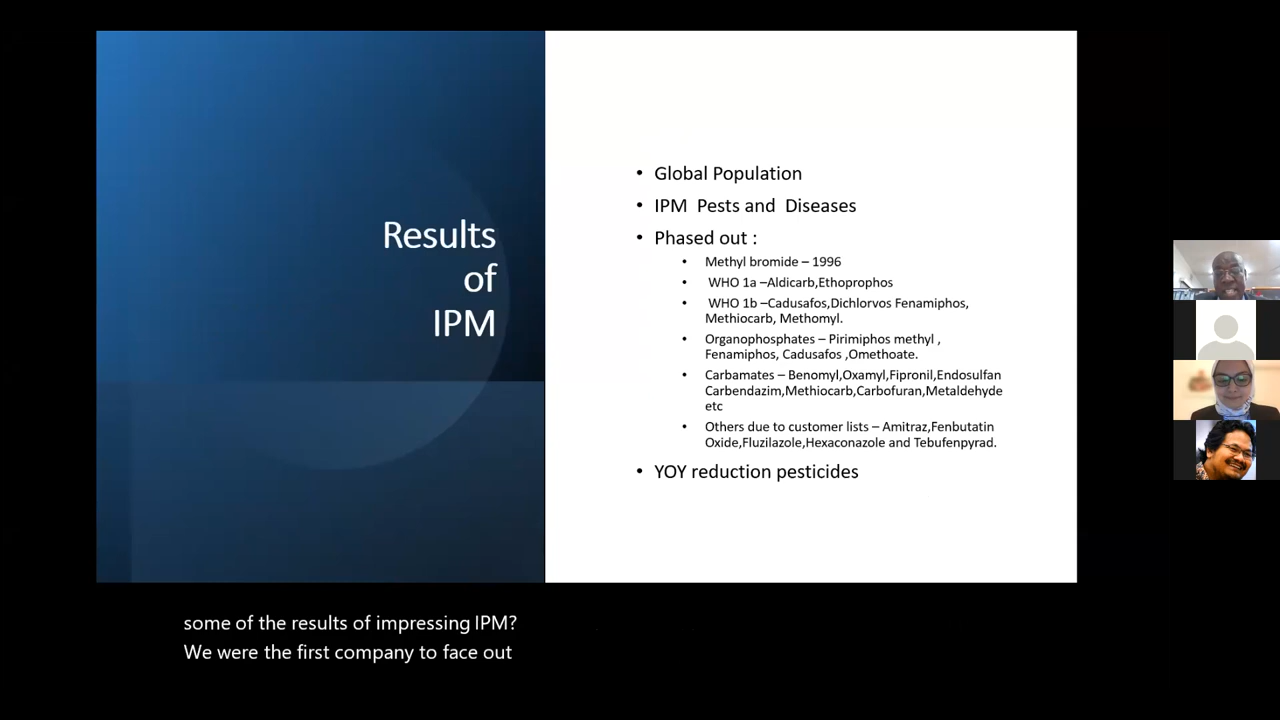 Results
of
IPM
• Global Population
• IPM Pests and Diseases
• Phased out :
• Methyl bromide – 1996
• WHO 1a –Aldicarb,Ethoprophos
• WHO 1b –Cadusafos,Dichlorvos Fenamiphos,
Methiocarb, Methomyl.
• Organophosphates – Pirimiphos methyl ,
Fenamiphos, Cadusafos ,Omethoate.
• Carbamates – Benomyl,Oxamyl,Fipronil,Endosulfan
Carbendazim,Methiocarb,Carbofuran,Metaldehyde
etc
• Others due to customer lists – Amitraz,Fenbutatin
Oxide,Fluzilazole,Hexaconazole and Tebufenpyrad.
• YOY reduction pesticides
some of the results of impressing IPM?
We were the first company to face out